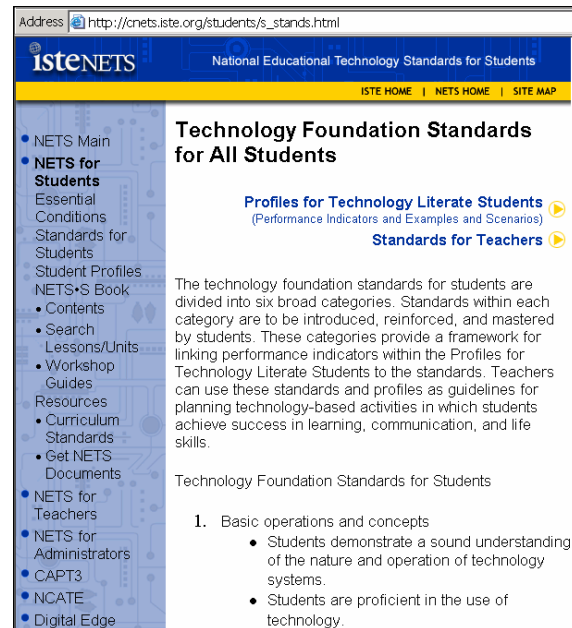 Address http://cnets.iste.org/students/s_stands.html
iste NETS
National Educational Technology Standards for Students
ISTE HOME | NETS HOME | SITE MAP
• NETS Main
• NETS for
Students
Essential
Conditions
Standards for
Students
Student Profiles
NETS•S Book
• Contents
• Search
Lessons/Units
• Workshop
Guides
Resources
• Curriculum
Standards
• Get NETS
Documents
• NETS for
Teachers
• NETS for
Administrators
• CAPT3
• NCATE
• Digital Edge
Technology Foundation Standards
for All Students
Profiles for Technology Literate Students
(Performance Indicators and Examples and Scenarios)
Standards for Teachers
The technology foundation standards for students are
divided into six broad categories. Standards within each
category are to be introduced, reinforced, and mastered
by students. These categories provide a framework for
linking performance indicators within the Profiles for
Technology Literate Students to the standards. Teachers
can use these standards and profiles as guidelines for
planning technology-based activities in which students
achieve success in learning, communication, and life
skills.
Technology Foundation Standards for Students
1. Basic operations and concepts
• Students demonstrate a sound understanding
of the nature and operation of technology
systems.
• Students are proficient in the use of
technology.